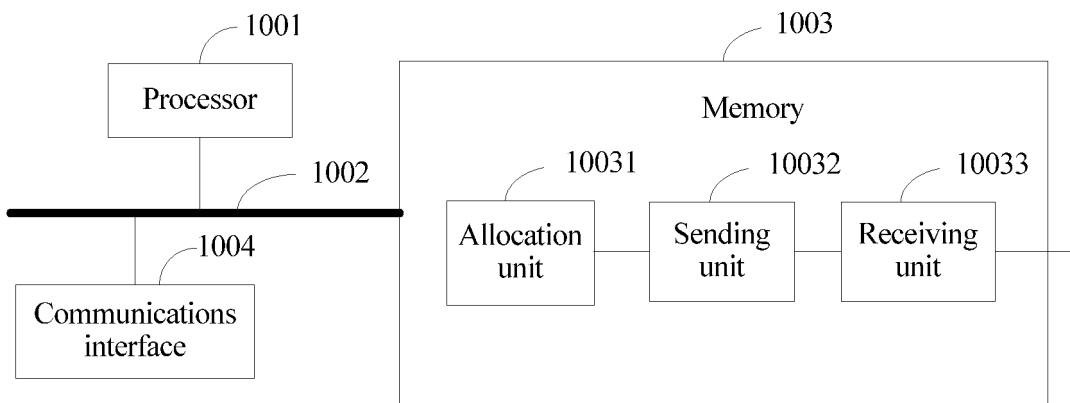 1001
Processor
1002
1004
Communications
interface
1003
Memory
10031
Allocation
unit
10032
Sending
unit
10033
Receiving
unit